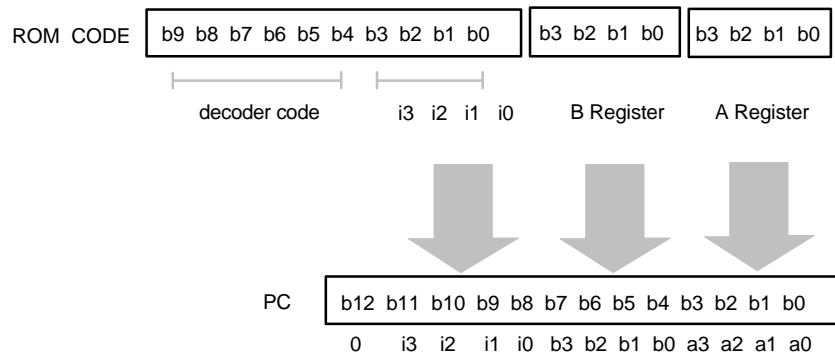 ROM CODE b9 b8 b7 b6 b5 b4 b3 b2 b1 b0 b3 b2 b1 b0 b3 b2 b1 b0
decoder code i3 i2 i1 i0 B Register A Register
PC b12 b11 b10 b9 b8 b7 b6 b5 b4 b3 b2 b1 b0
0 i3 i2 i1 i0 b3 b2 b1 b0 a3 a2 a1 a0